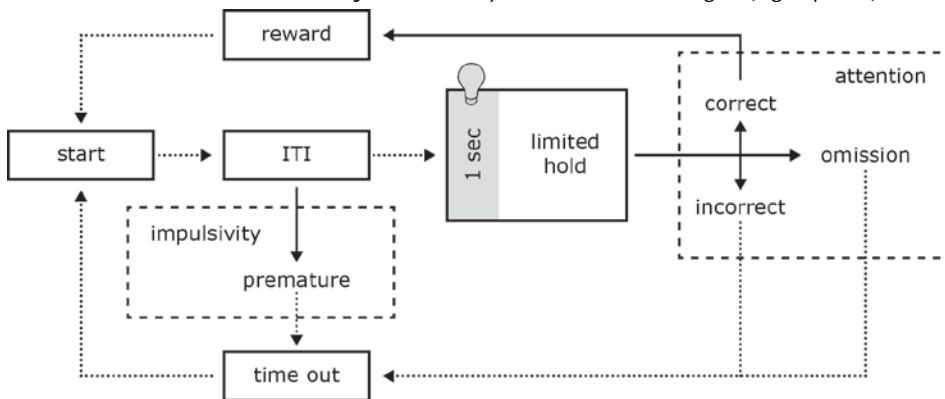 reward
attention
correct
start
ITI
1 sec
limited
hold
omission
incorrect
impulsivity
premature
time out